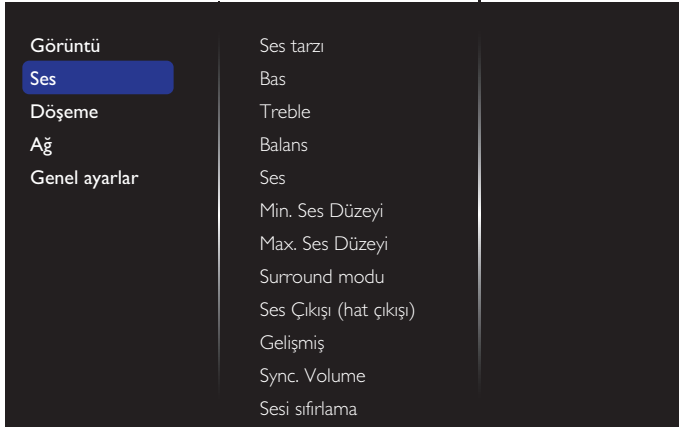 Görüntü
Ses
Döşeme
Ağ
Genel ayarlar
Ses tarzı
Bas
Treble
Balans
Ses
Min. Ses Düzeyi
Max. Ses Düzeyi
Surround modu
Ses Çıkışı (hat çıkışı)
Gelişmiş
Sync. Volume
Sesi sıfırlama